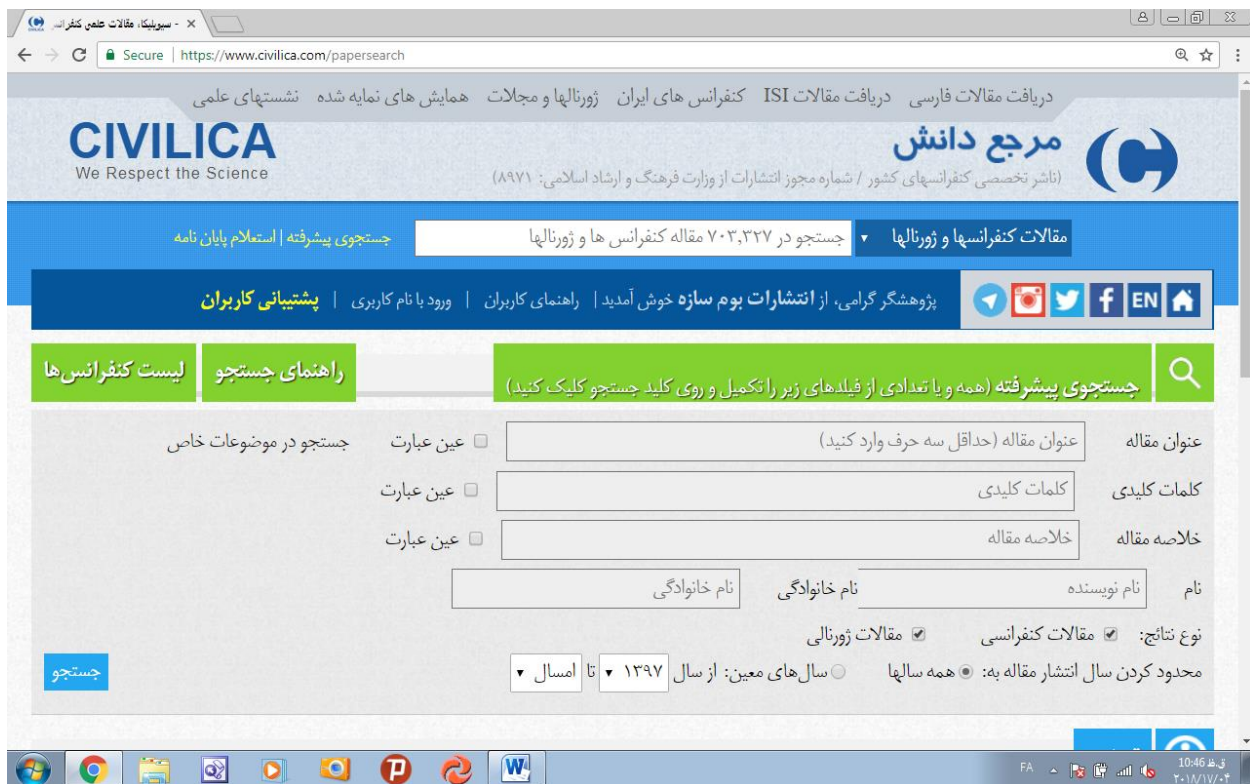 - سیویلیکا، مقالات علمی کنفرانس
Secure | https://www.civilica.com/papersearch
دریافت مقالات فارسی دریافت مقالات ISI کنفرانس های ایران ژورنالها و مجلات همایش های نمایه شده نشستهای علمی
CIVILICA
We Respect the Science
مرجع دانش
(ناشر تخصصی کنفرانسهای کشور / شماره مجوز انتشارات از وزارت فرهنگ و ارشاد اسلامی: ۸۹۷۱)
مقالات کنفرانسها و ژورنالها
جستجو در ۷۰۳,۳۲۷ مقاله کنفرانس ها و ژورنالها
جستجوی پیشرفته | استعلام پایان نامه
EN
پژوهشگر گرامی، از انتشارات بوم سازه خوش آمدید | راهنمای کاربران | ورود با نام کاربری | پشتیبانی کاربران
جستجوی پیشرفته (همه و یا تعدادی از فیلدهای زیر را تکمیل و روی کلید جستجو کلیک کنید)
راهنمای جستجو
لیست کنفرانس‌ها
عنوان مقاله عنوان مقاله (حداقل سه حرف وارد کنید) عین عبارت جستجو در موضوعات خاص
کلمات کلیدی کلمات کلیدی عین عبارت
خلاصه مقاله خلاصه مقاله عین عبارت
نام نام نویسنده نام خانوادگی نام خانوادگی
نوع نتائج: مقالات کنفرانسی مقالات ژورنالی
محدود کردن سال انتشار مقاله به: همه سالها سال‌های معین: از سال ۱۳۹۷ تا امسال
جستجو
FA
10:46 ق.ظ
۲۰۱۸/۱۷/۰۴